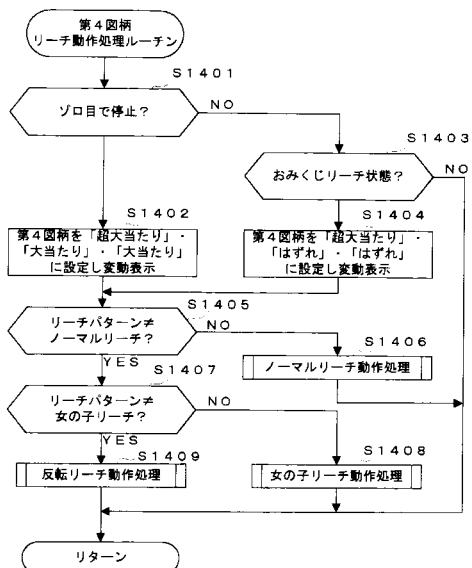 第4図柄
リーチ動作処理ルーチン
S1401
ゾロ目で停止?
NO
S1403
おみくじリーチ状態?
NO
S1402
第4図柄を「超大当たり」・
「大当たり」・「大当たり」
に設定し変動表示
S1404
第4図柄を「超大当たり」・
「はずれ」・「はずれ」
に設定し変動表示
S1405
リーチパターン≠
ノーマルリーチ?
NO
YES
S1406
ノーマルリーチ動作処理
S1407
リーチパターン≠
女の子リーチ?
NO
YES
S1409
反転リーチ動作処理
S1408
女の子リーチ動作処理
リターン